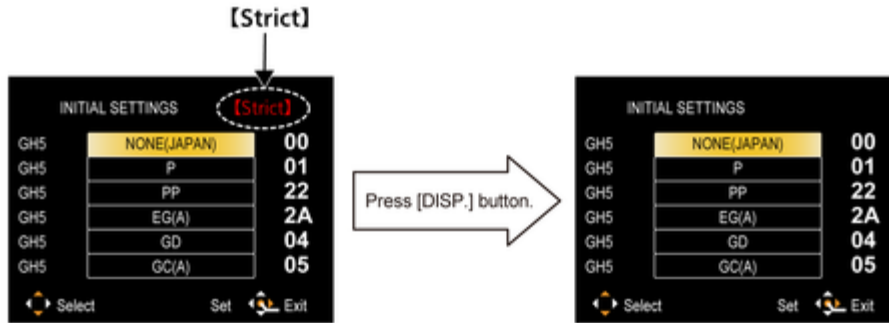 【Strict】
INITIAL SETTINGS 【Strict】
GH5 NONE(JAPAN) 00
GH5 P 01
GH5 PP 22
GH5 EG(A) 2A
GH5 GD 04
GH5 GC(A) 05
Select Set Exit
Press [DISP.] button.
INITIAL SETTINGS
GH5 NONE(JAPAN) 00
GH5 P 01
GH5 PP 22
GH5 EG(A) 2A
GH5 GD 04
GH5 GC(A) 05
Select Set Exit